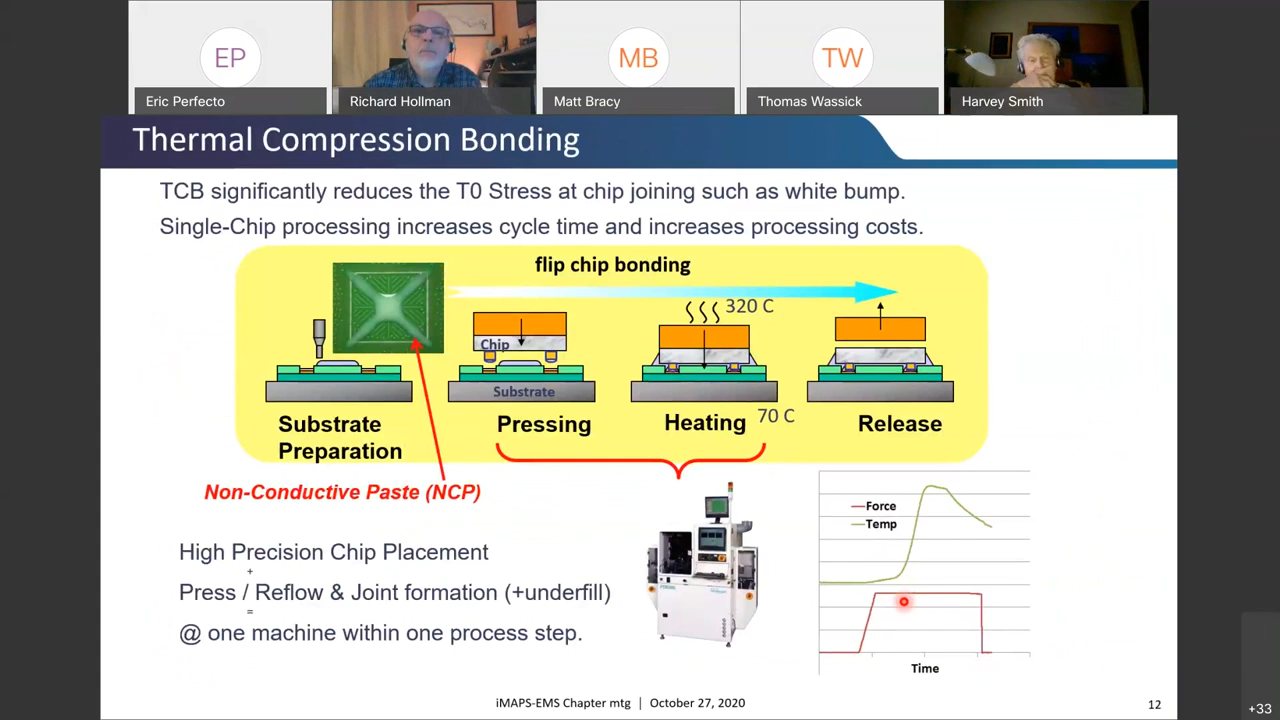 EP
MB
TW
Eric Perfecto
Richard Hollman
Matt Bracy
Thomas Wassick
Harvey Smith
Thermal Compression Bonding
TCB significantly reduces the T0 Stress at chip joining such as white bump.
Single-Chip processing increases cycle time and increases processing costs.
flip chip bonding
320 C
Chip
Substrate
Substrate
Preparation
Pressing
Heating
70 C
Release
Non-Conductive Paste (NCP)
High Precision Chip Placement
+
Press / Reflow & Joint formation (+underfill)
=
@ one machine within one process step.
Force
Temp
Time
iMAPS-EMS Chapter mtg | October 27, 2020
12
+33